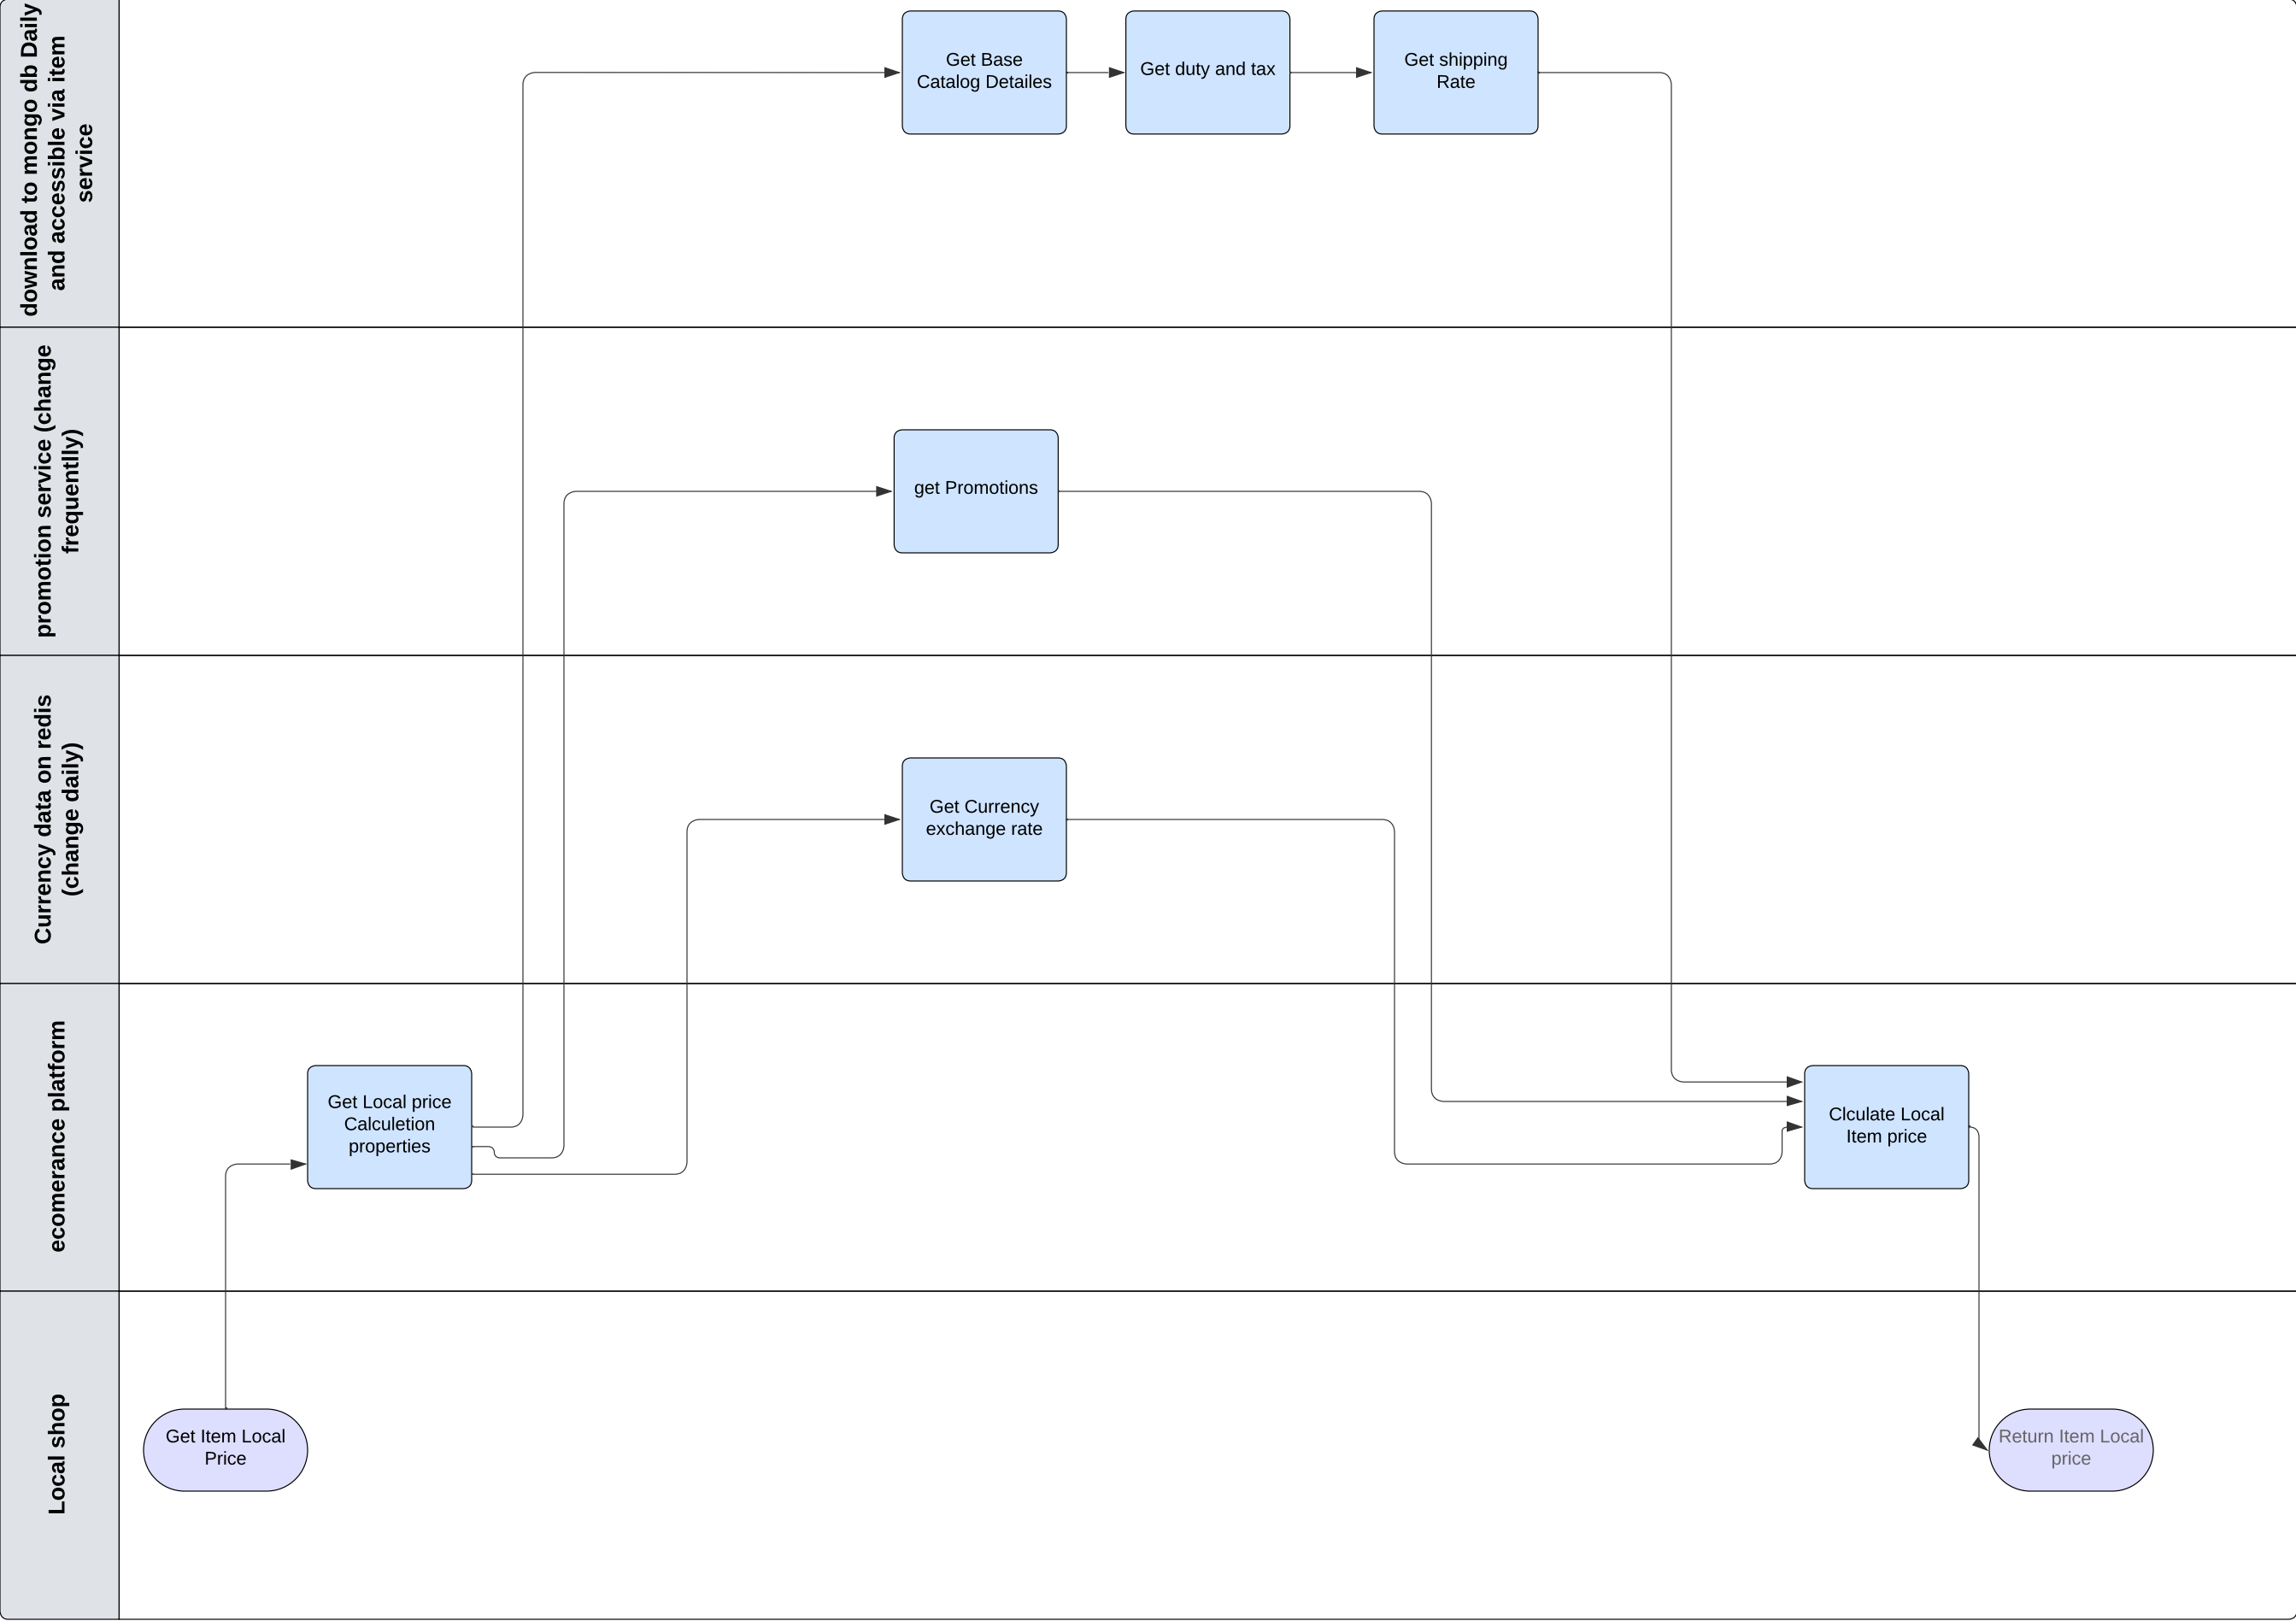 download to mongo db Daily
and accessible via item
service
Get Base
Catalog Detailes
Get duty and tax
Get shipping
Rate
promotion service (change
frequentlly)
get Promotions
Currency data on redis
(change daily)
Get Currency
exchange rate
ecomerance platform
Get Local price
Calculetion
properties
Clculate Local
Item price
Local shop
Get Item Local
Price
Return Item Local
price